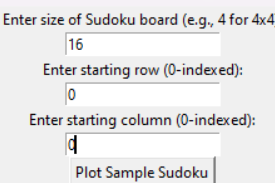 Enter size of Sudoku board (e.g., 4 for 4x4
16
Enter starting row (0-indexed):
0
Enter starting column (0-indexed):
0
Plot Sample Sudoku